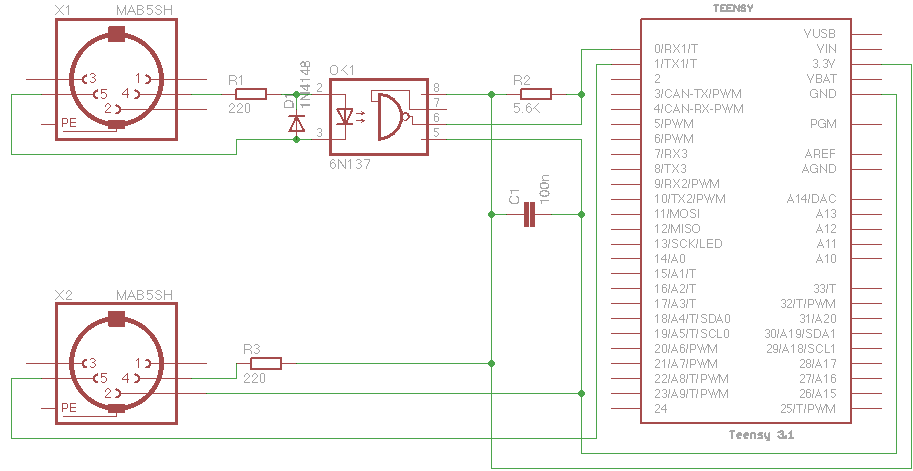 X1 MAB5SH
3 1
5 4
2
PE
R1
220
D1
1N4148
OK1
2 8
7
6
3 5
6N137
R2
5.6K
C1
100n
X2 MAB5SH
3 1
5 4
2
PE
R3
220
TEENSY
VUSB
0/RX1/T VIN
1/TX1/T 3.3V
2 VBAT
3/CAN-TX/PWM GND
4/CAN-RX-PWM
5/PWM PGM
6/PWM
7/RX3 AREF
8/TX3 AGND
9/RX2/PWM
10/TX2/PWM A14/DAC
11/MOSI A13
12/MISO A12
13/SCK/LED A11
14/A0 A10
15/A1/T
16/A2/T 33/T
17/A3/T 32/T/PWM
18/A4/T/SDA0 31/A20
19/A5/T/SCL0 30/A19/SDA1
20/A6/PWM 29/A18/SCL1
21/A7/PWM 28/A17
22/A8/T/PWM 27/A16
23/A9/T/PWM 26/A15
24 25/T/PWM
Teensy 3.1